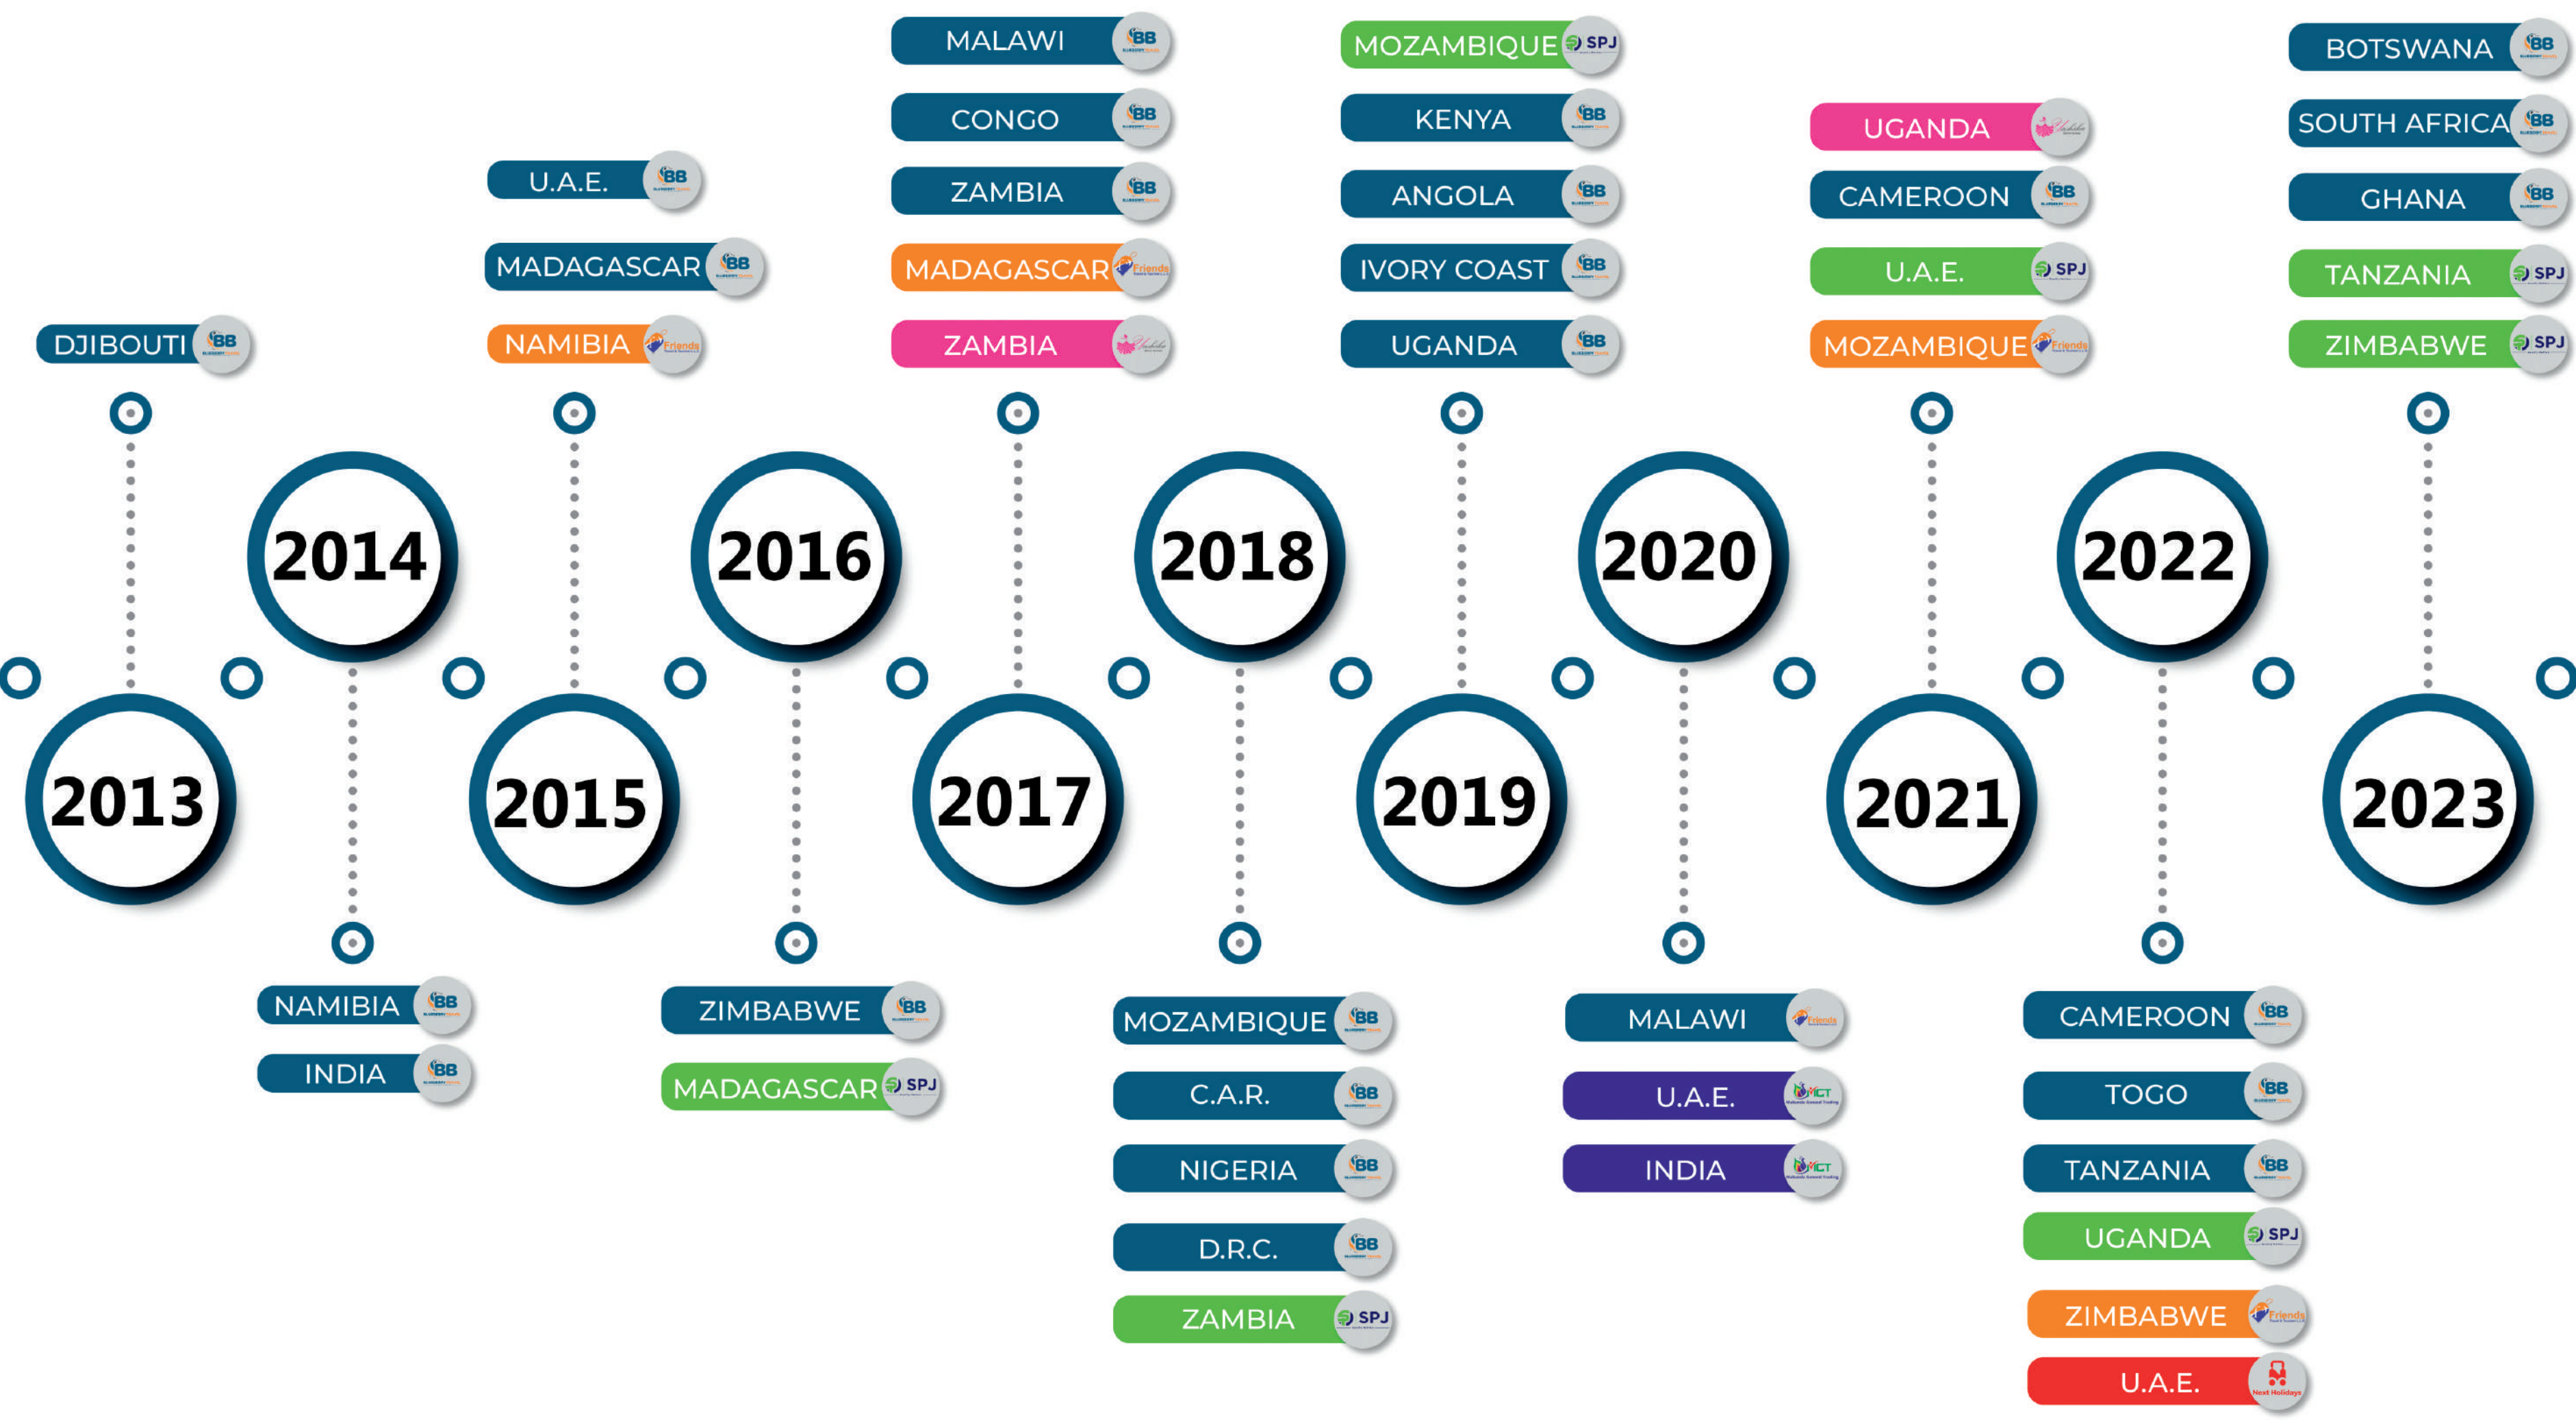 DJIBOUTI BB
2013
2014
NAMIBIA BB
INDIA BB
U.A.E. BB
MADAGASCAR BB
NAMIBIA Friends
2015
2016
ZIMBABWE BB
MADAGASCAR SPJ
MALAWI BB
CONGO BB
ZAMBIA BB
MADAGASCAR Friends
ZAMBIA
2017
2018
MOZAMBIQUE BB
C.A.R. BB
NIGERIA BB
D.R.C. BB
ZAMBIA SPJ
MOZAMBIQUE SPJ
KENYA BB
ANGOLA BB
IVORY COAST BB
UGANDA BB
2019
2020
MALAWI Friends
U.A.E. MGT
INDIA MGT
UGANDA
CAMEROON BB
U.A.E. SPJ
MOZAMBIQUE Friends
2021
2022
CAMEROON BB
TOGO BB
TANZANIA BB
UGANDA SPJ
ZIMBABWE Friends
U.A.E. Next Holidays
BOTSWANA BB
SOUTH AFRICA BB
GHANA BB
TANZANIA SPJ
ZIMBABWE SPJ
2023